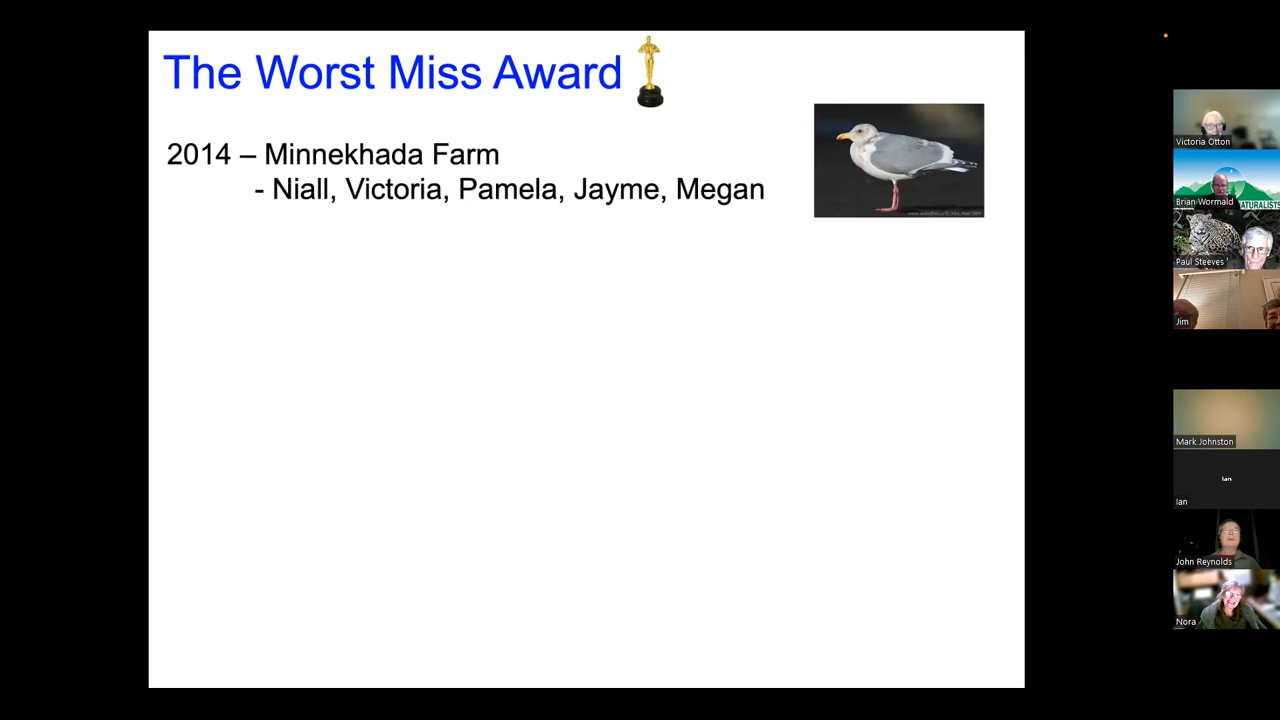 The Worst Miss Award
2014 – Minnekhada Farm
- Niall, Victoria, Pamela, Jayme, Megan
Victoria Otton
NATURALISTS
Brian Wormald
Paul Steeves
Jim
Mark Johnston
Ian
Ian
John Reynolds
Nora